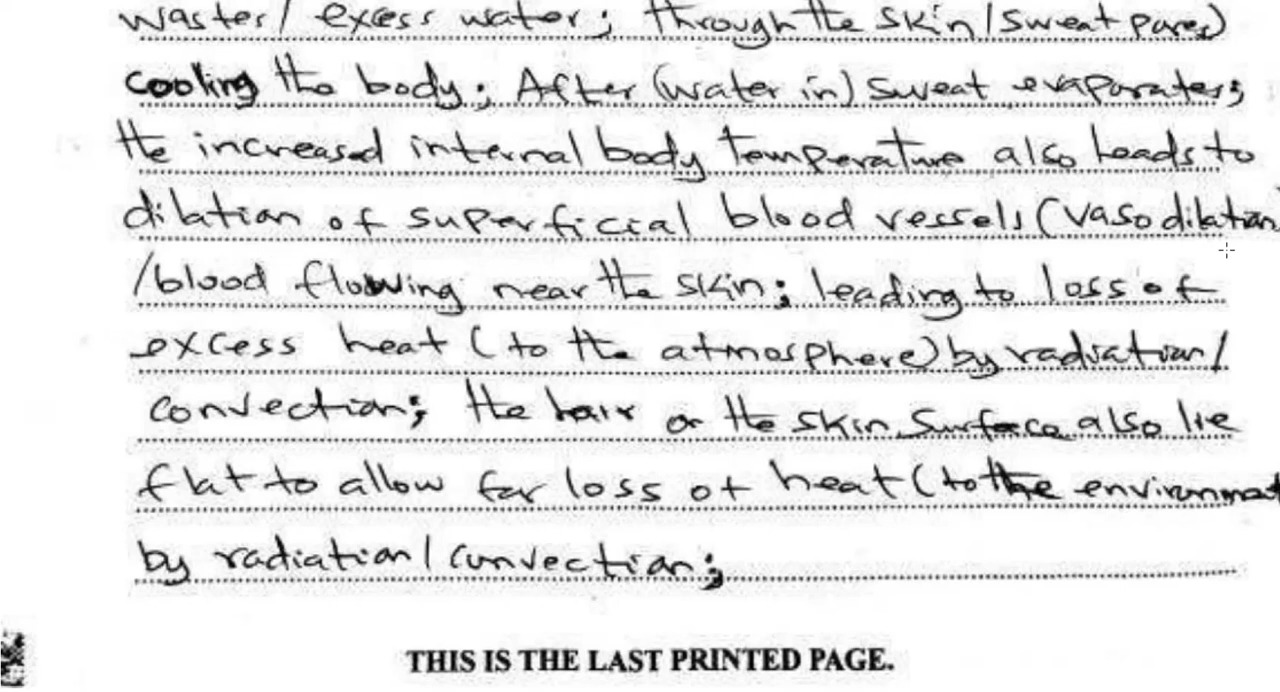 wastes/ excess water; through the skin/sweat pores)
cooling the body; After (water in) sweat evaporates;
the increased internal body temperature also leads to
dilation of superficial blood vessels (vasodilation
/blood flowing near the skin; leading to loss of
excess heat (to the atmosphere) by radiation/
convection; the hair on the skin surface also lie
flat to allow for loss of heat (to the environment
by radiation/convection;
THIS IS THE LAST PRINTED PAGE.